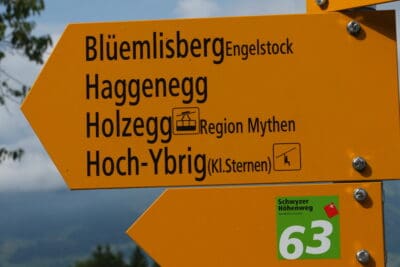 Blüemlisberg Engelstock
Haggenegg
Holzegg Region Mythen
Hoch-Ybrig (Kl.Sternen)
Schwyzer
Höhenweg
63